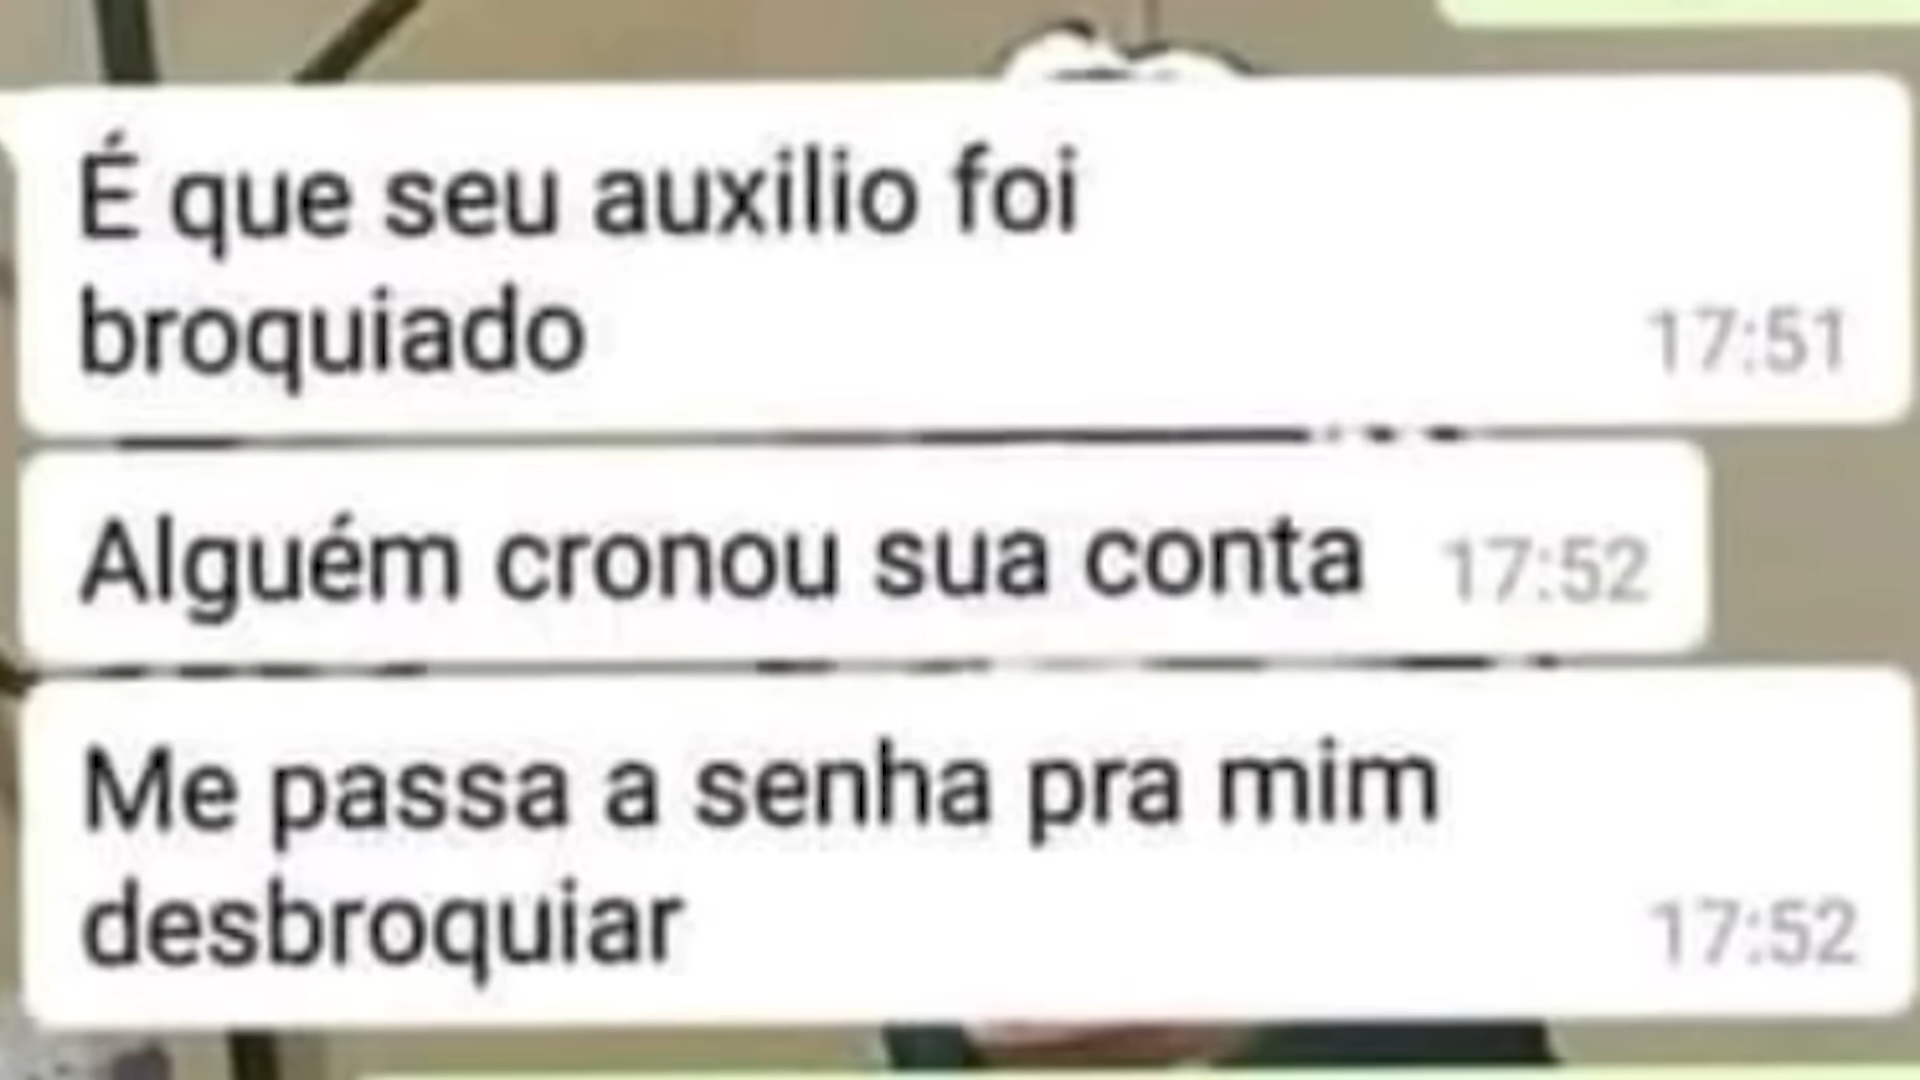 É que seu auxilio foi
broquiado
17:51
Alguém cronou sua conta 17:52
Me passa a senha pra mim
desbroquiar
17:52